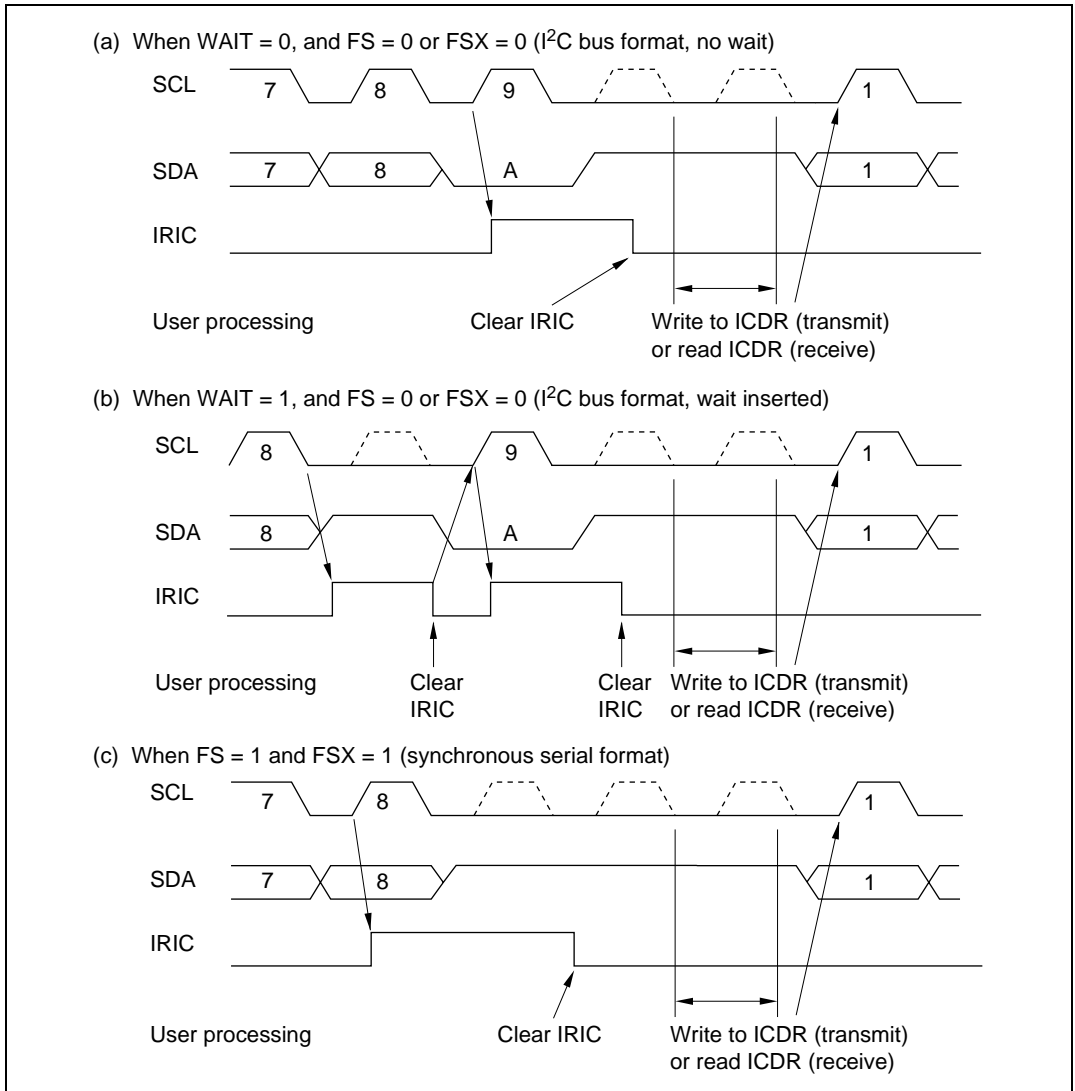 (a) When WAIT = 0, and FS = 0 or FSX = 0 (I²C bus format, no wait)
SCL 7 8 9 1
SDA 7 8 A 1
IRIC
User processing Clear IRIC Write to ICDR (transmit)
or read ICDR (receive)
(b) When WAIT = 1, and FS = 0 or FSX = 0 (I²C bus format, wait inserted)
SCL 8 9 1
SDA 8 A 1
IRIC
User processing Clear Clear Write to ICDR (transmit)
IRIC IRIC or read ICDR (receive)
(c) When FS = 1 and FSX = 1 (synchronous serial format)
SCL 7 8 1
SDA 7 8 1
IRIC
User processing Clear IRIC Write to ICDR (transmit)
or read ICDR (receive)